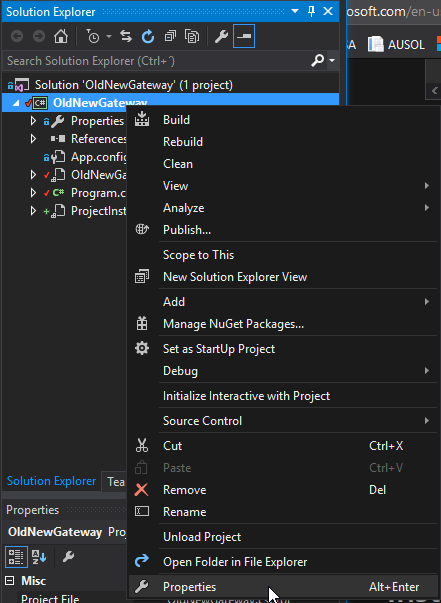 Solution Explorer
Search Solution Explorer (Ctrl+´)
Solution 'OldNewGateway' (1 project)
C# OldNewGateway
Properties
References
App.config
OldNewGa
C# Program.c
ProjectInst
Build
Rebuild
Clean
View
Analyze
Publish...
Scope to This
New Solution Explorer View
Add
Manage NuGet Packages...
Set as StartUp Project
Debug
Initialize Interactive with Project
Source Control
Cut Ctrl+X
Paste Ctrl+V
Remove Del
Rename
Unload Project
Open Folder in File Explorer
Properties Alt+Enter
Solution Explorer Tea
Properties
OldNewGateway Proj
Misc
Project File
osoft.com/en-u
AUSOL